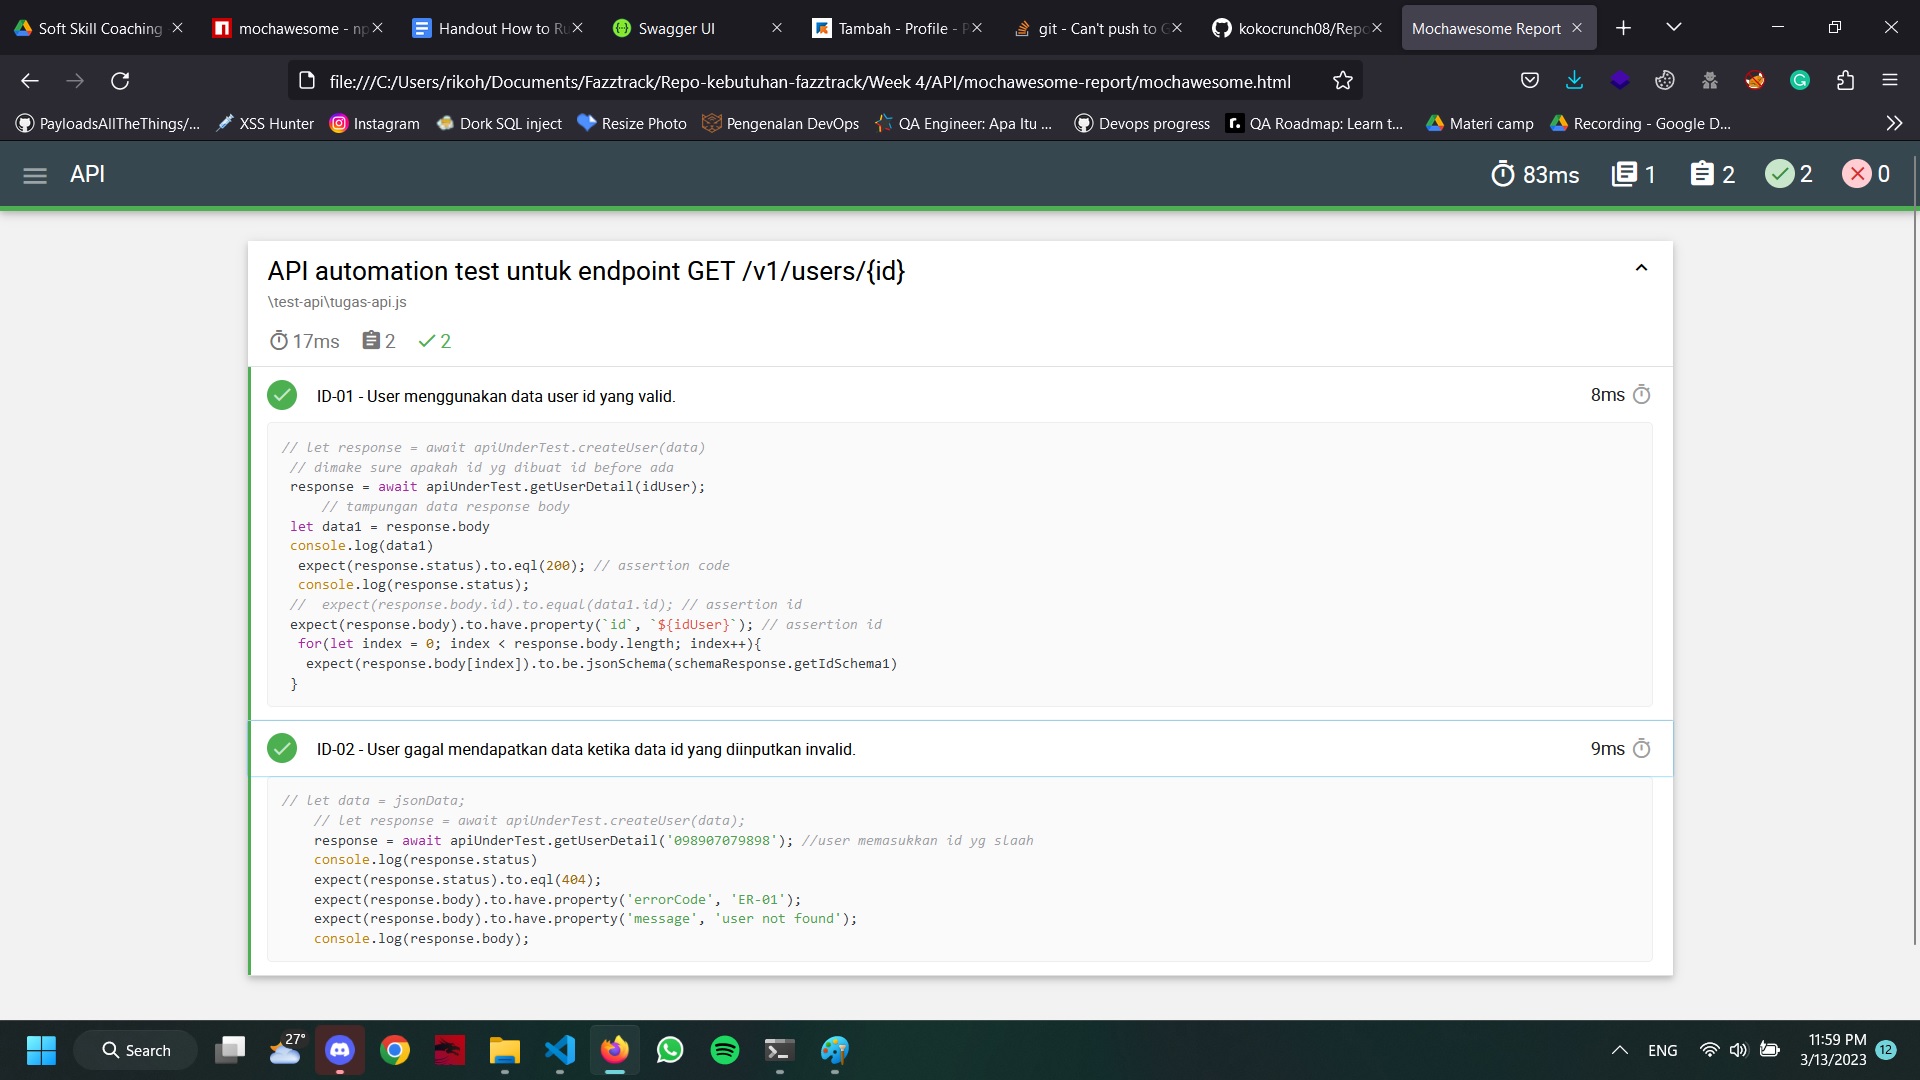 Soft Skill Coaching
mochawesome - np
Handout How to Ru
Swagger UI
Tambah - Profile - P
git - Can't push to G
kokocrunch08/Repo
Mochawesome Report
file:///C:/Users/rikoh/Documents/Fazztrack/Repo-kebutuhan-fazztrack/Week 4/API/mochawesome-report/mochawesome.html
PayloadsAllTheThings/...
XSS Hunter
Instagram
Dork SQL inject
Resize Photo
Pengenalan DevOps
QA Engineer: Apa Itu ...
Devops progress
QA Roadmap: Learn t...
Materi camp
Recording - Google D...
API
83ms
1
2
2
0
API automation test untuk endpoint GET /v1/users/{id}
\test-api\tugas-api.js
17ms 2 2
ID-01 - User menggunakan data user id yang valid.
8ms
// let response = await apiUnderTest.createUser(data)
// dimake sure apakah id yg dibuat id before ada
response = await apiUnderTest.getUserDetail(idUser);
// tampungan data response body
let data1 = response.body
console.log(data1)
expect(response.status).to.eql(200); // assertion code
console.log(response.status);
//  expect(response.body.id).to.equal(data1.id); // assertion id
expect(response.body).to.have.property(`id`, `${idUser}`); // assertion id
for(let index = 0; index < response.body.length; index++){
expect(response.body[index]).to.be.jsonSchema(schemaResponse.getIdSchema1)
}
ID-02 - User gagal mendapatkan data ketika data id yang diinputkan invalid.
9ms
// let data = jsonData;
// let response = await apiUnderTest.createUser(data);
response = await apiUnderTest.getUserDetail('098907079898'); //user memasukkan id yg slaah
console.log(response.status)
expect(response.status).to.eql(404);
expect(response.body).to.have.property('errorCode', 'ER-01');
expect(response.body).to.have.property('message', 'user not found');
console.log(response.body);
Search
27°
ENG
11:59 PM
3/13/2023
12